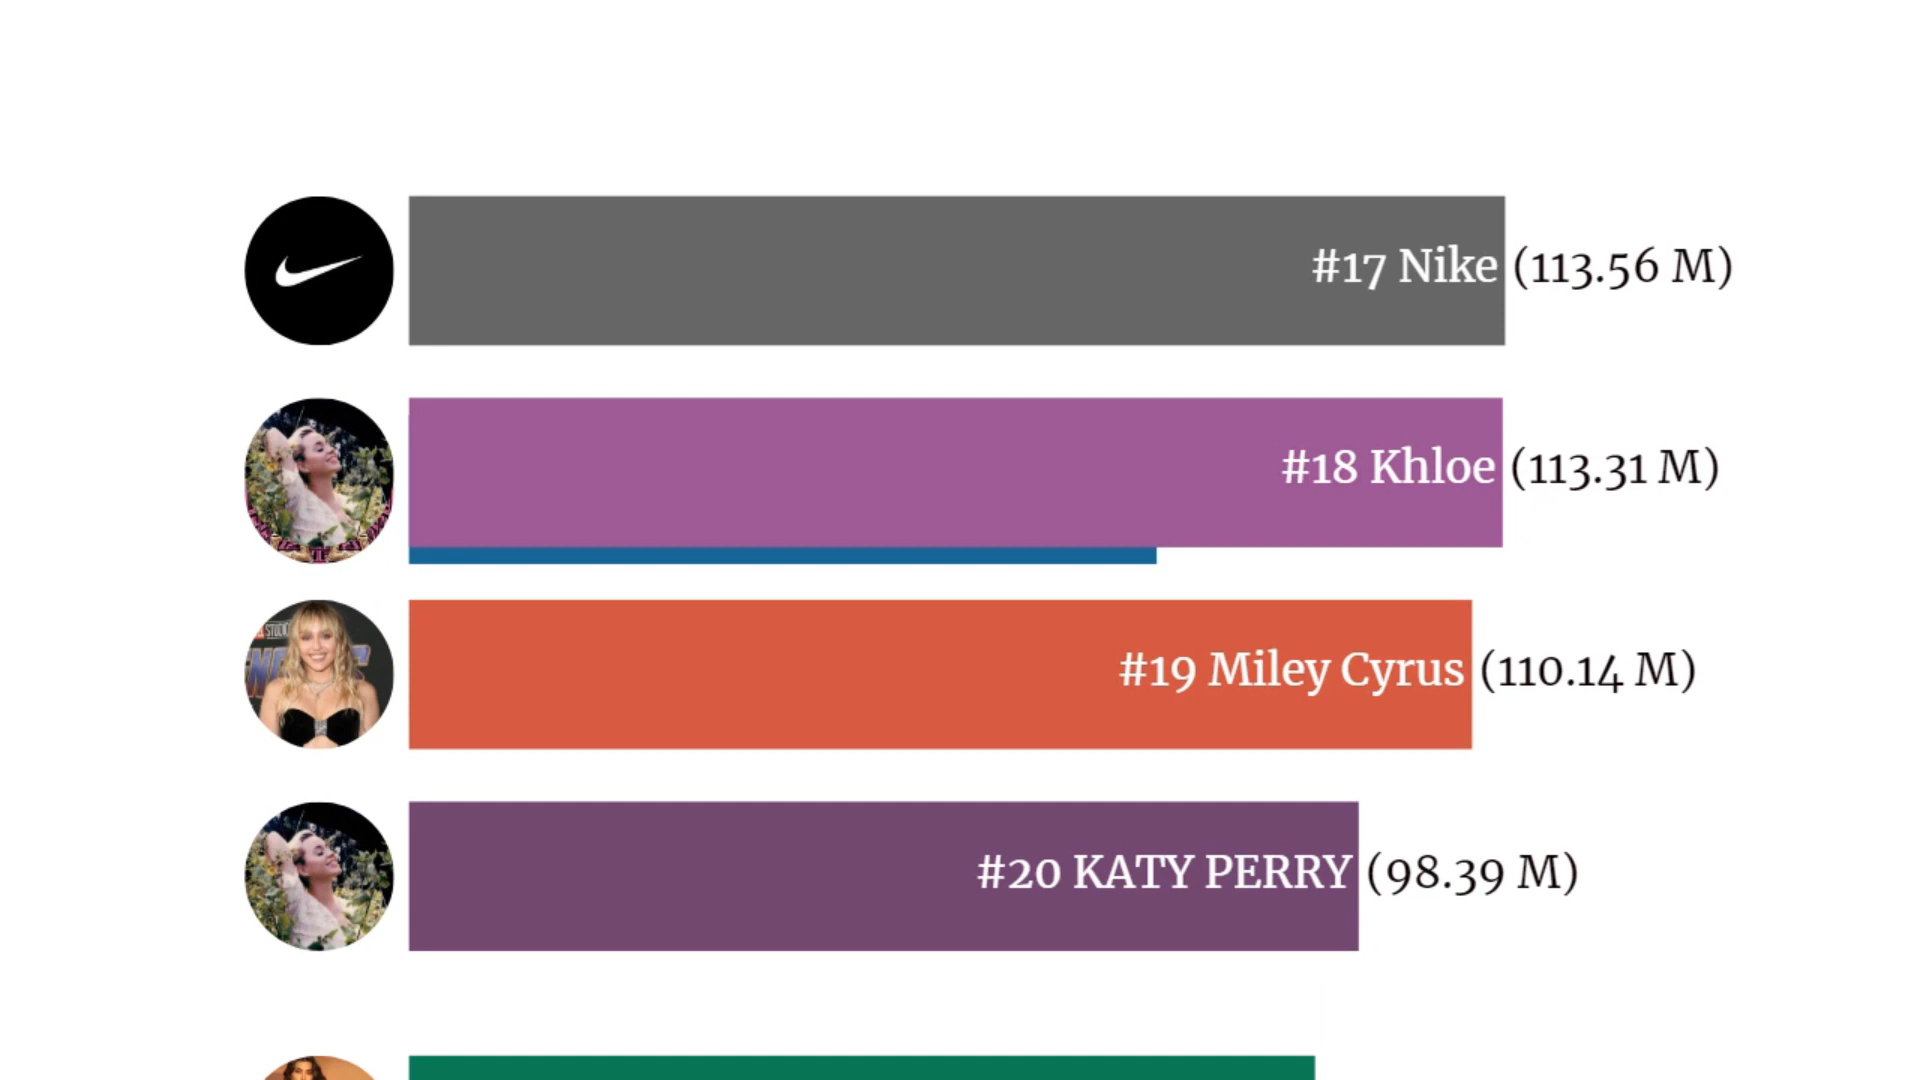 #17 Nike (113.56 M)
#18 Khloe (113.31 M)
#19 Miley Cyrus (110.14 M)
#20 KATY PERRY (98.39 M)